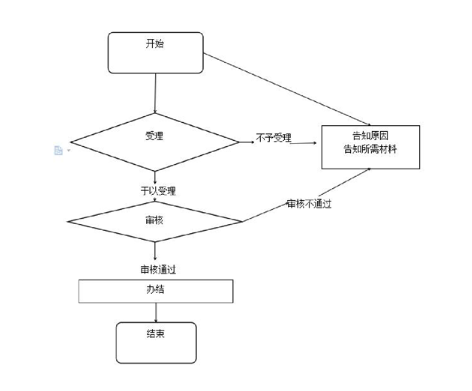 开始
受理
不予受理
告知原因
告知所需材料
于以受理
审核
审核不通过
审核通过
办结
结束